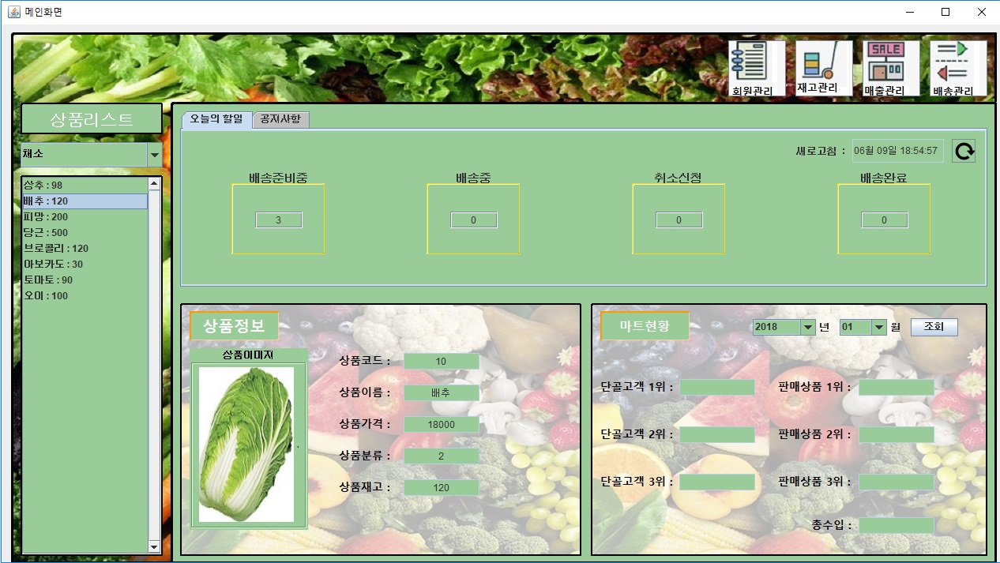 메인화면
SALE
회원관리
재고관리
매출관리
배송관리
상품리스트
채소
상추 : 98
배추 : 120
피망 : 200
당근 : 500
브로콜리 : 120
아보카도 : 30
토마토 : 90
오이 : 100
오늘의 할일
공지사항
새로고침 : 06월 09일 18:54:57
배송준비중
배송중
취소신청
배송완료
3
0
0
0
상품정보
상품이미지
상품코드 : 10
상품이름 : 배추
상품가격 : 18000
상품분류 : 2
상품재고 : 120
마트현황
2018 년 01 월 조회
단골고객 1위 : 판매상품 1위 :
단골고객 2위 : 판매상품 2위 :
단골고객 3위 : 판매상품 3위 :
총수입 :